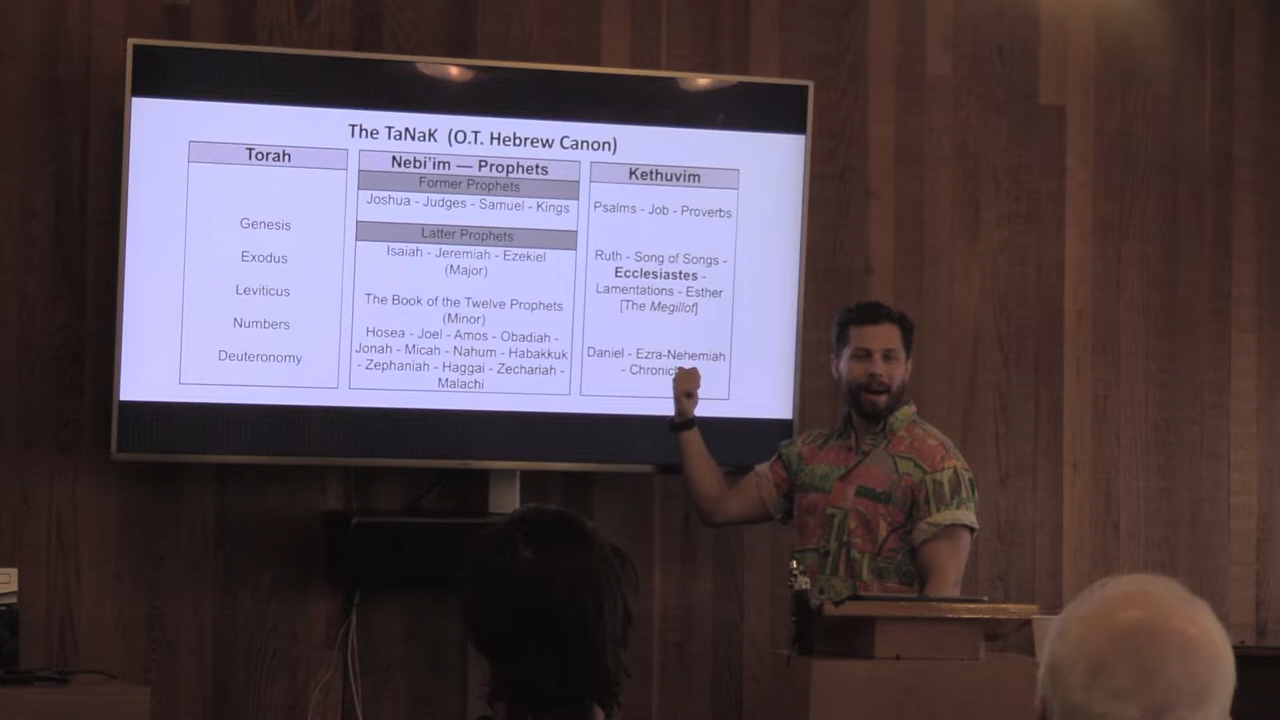 The TaNaK (O.T. Hebrew Canon)
Torah
Genesis
Exodus
Leviticus
Numbers
Deuteronomy
Nebi'im — Prophets
Former Prophets
Joshua - Judges - Samuel - Kings
Latter Prophets
Isaiah - Jeremiah - Ezekiel
(Major)
The Book of the Twelve Prophets
(Minor)
Hosea - Joel - Amos - Obadiah -
Jonah - Micah - Nahum - Habakkuk
- Zephaniah - Haggai - Zechariah -
Malachi
Kethuvim
Psalms - Job - Proverbs
Ruth - Song of Songs -
Ecclesiastes -
Lamentations - Esther
[The Megillot]
Daniel - Ezra-Nehemiah
-